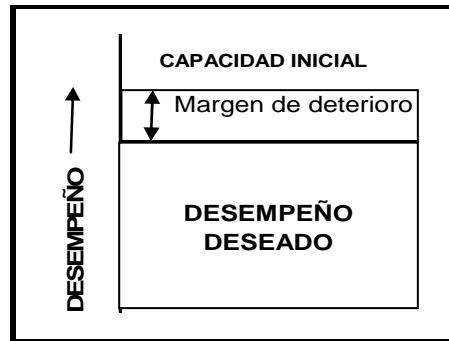 CAPACIDAD INICIAL
Margen de deterioro
DESEMPEÑO
DESEMPEÑO
DESEADO